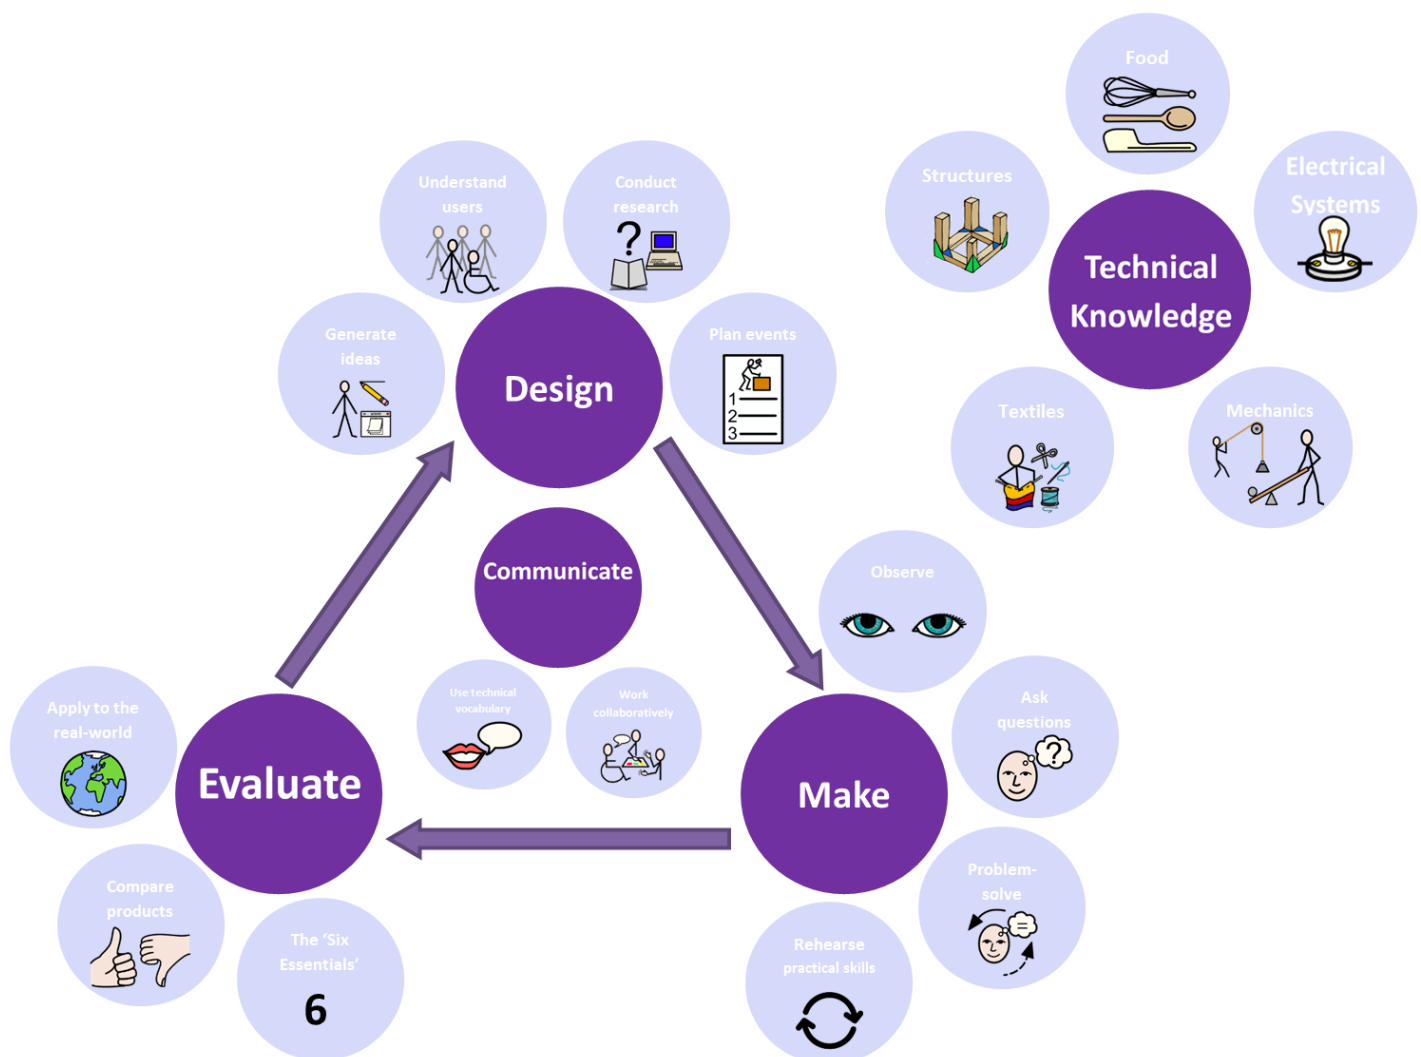 Food
Structures
Electrical
Systems
Technical
Knowledge
Textiles
Mechanics
Understand
users
Conduct
research
?
Generate
ideas
Plan events
1
2
3
Design
Communicate
Use technical
vocabulary
Work
collaboratively
Observe
Ask
questions
?
Make
Problem-
solve
=
Rehearse
practical skills
Evaluate
Apply to the
real-world
Compare
products
The ‘Six
Essentials’
6